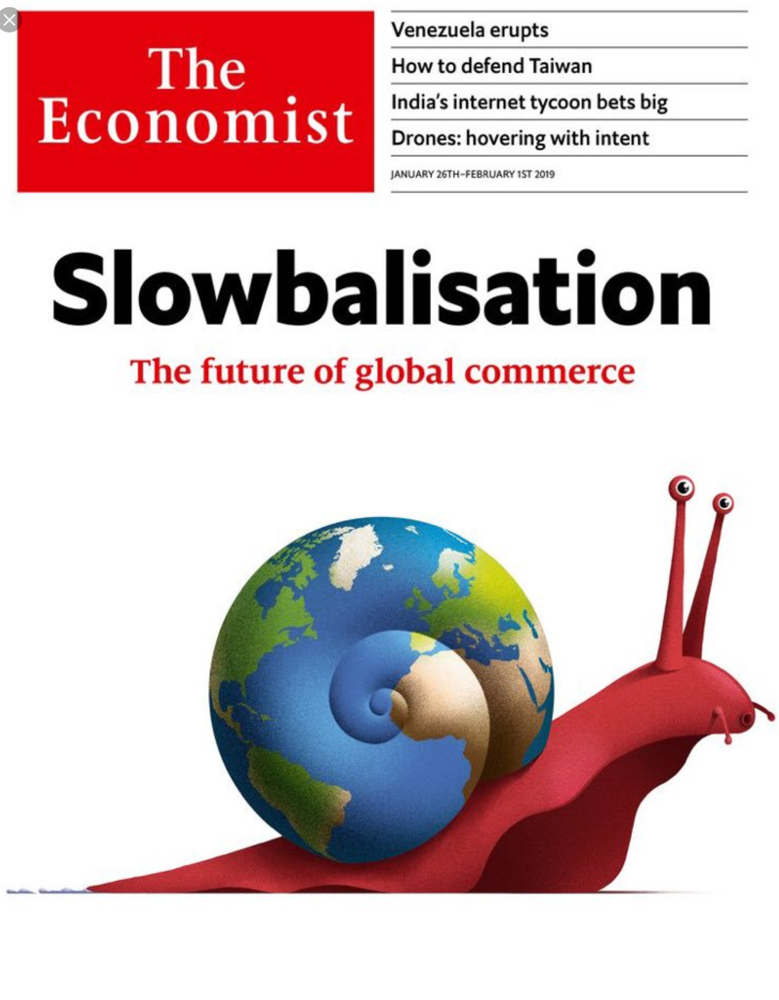 The
Economist
Venezuela erupts
How to defend Taiwan
India's internet tycoon bets big
Drones: hovering with intent
JANUARY 26TH–FEBRUARY 1ST 2019
Slowbalisation
The future of global commerce